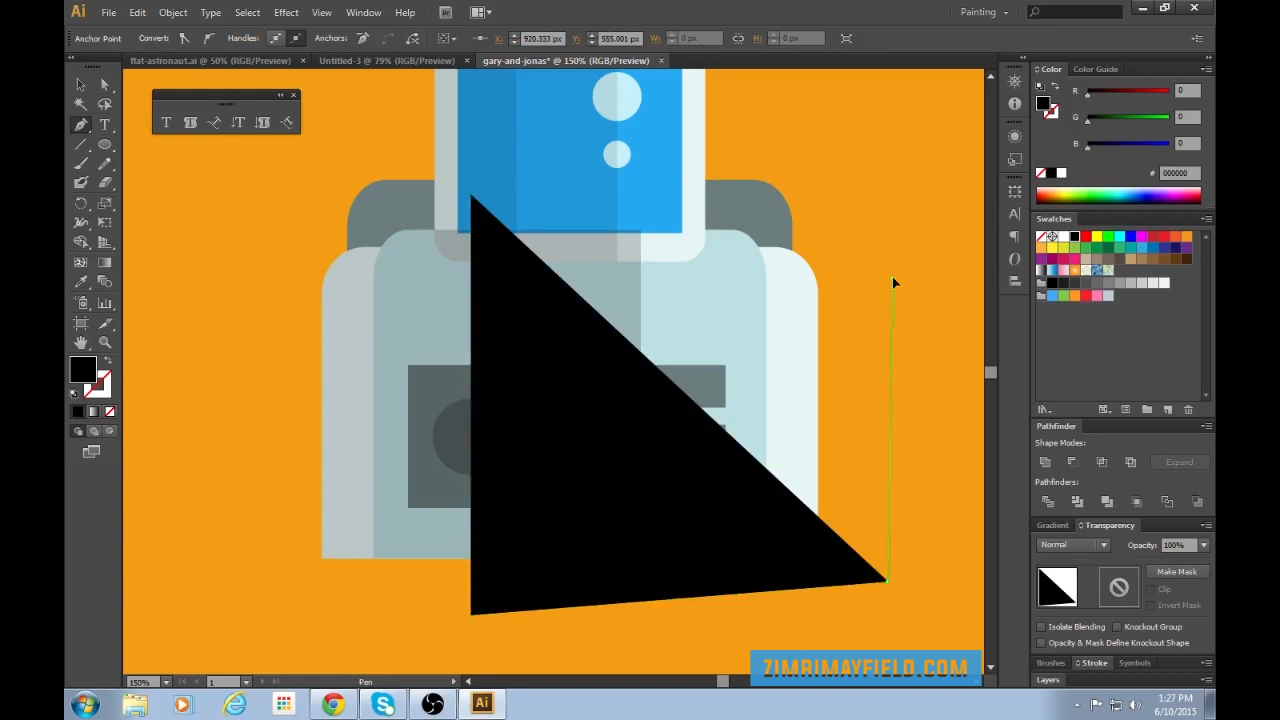 Ai File Edit Object Type Select Effect View Window Help Br Painting
Anchor Point Convert: Handles: Anchors: X: 920.333 px Y: 555.001 px W: 0 px H: 0 px
flat-astronaut.ai @ 50% (RGB/Preview) × Untitled-3 @ 79% (RGB/Preview) × gary-and-jonas* @ 150% (RGB/Preview) ×
Color Color Guide
R 0
G 0
B 0
# 000000
Swatches
Pathfinder
Shape Modes:
Expand
Pathfinders:
Gradient Transparency
Normal Opacity: 100%
Make Mask
Clip
Invert Mask
Isolate Blending Knockout Group
Opacity & Mask Define Knockout Shape
Brushes Stroke Symbols
Layers
ZIMRIMAYFIELD.COM
150% 1 Pen
Ai
1:27 PM
6/10/2015